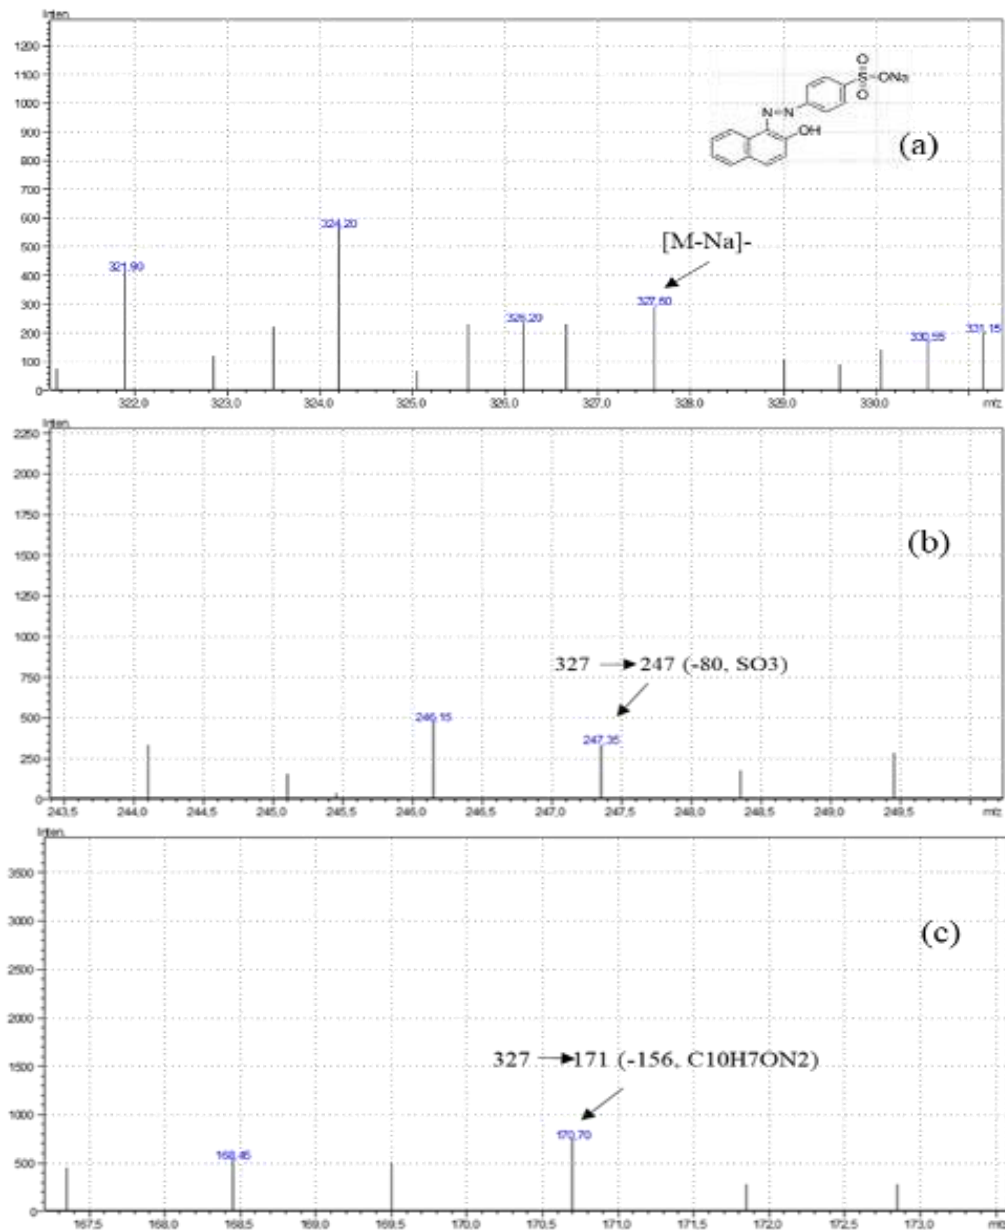 Inten.
1200
1100
1000
900
800
700
600
500
400
300
200
100
0
O
S
ONa
O
N=N
OH
(a)
[M-Na]-
321.90
324.20
326.20
327.60
330.55
331.15
322.0 323.0 324.0 325.0 326.0 327.0 328.0 329.0 330.0 m/z
Inten.
2250
2000
1750
1500
1250
1000
750
500
250
0
(b)
327 → 247 (-80, SO3)
246.15
247.35
243.5 244.0 244.5 245.0 245.5 246.0 246.5 247.0 247.5 248.0 248.5 249.0 249.5 m/z
Inten.
3500
3000
2500
2000
1500
1000
500
0
(c)
327 → 171 (-156, C10H7ON2)
168.45
170.70
167.5 168.0 168.5 169.0 169.5 170.0 170.5 171.0 171.5 172.0 172.5 173.0 m/z